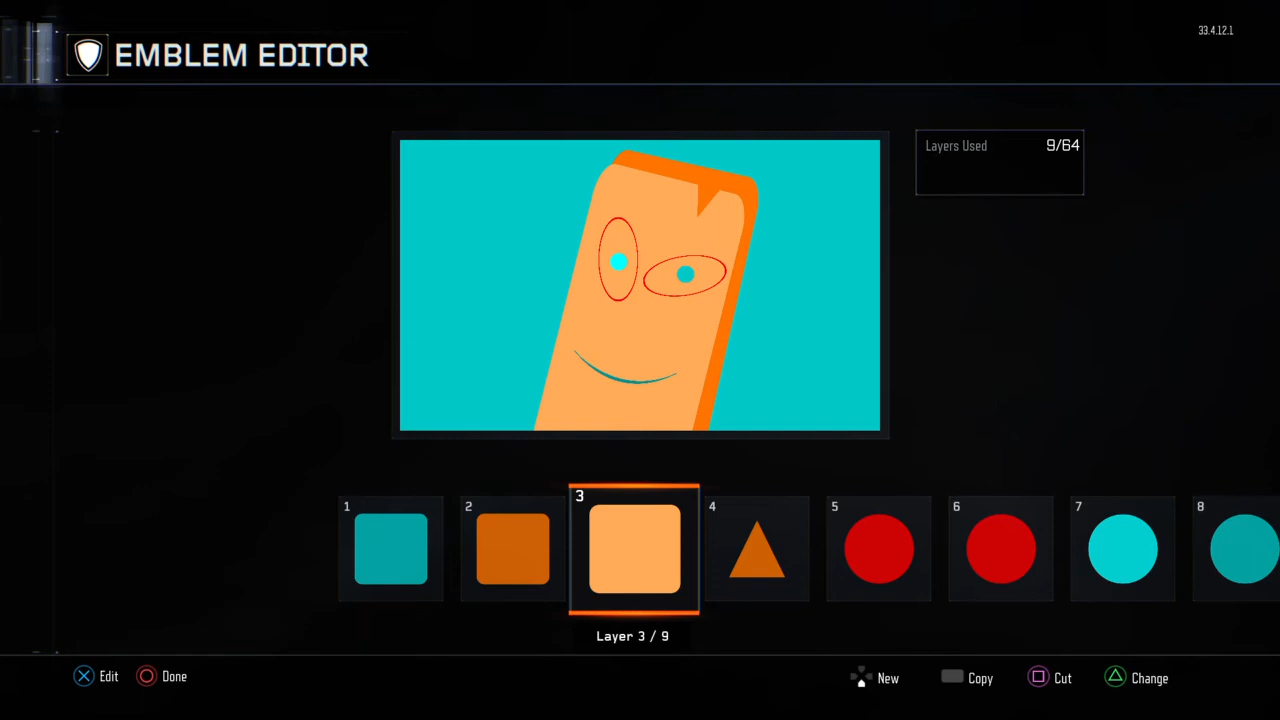 33.4.12.1
EMBLEM EDITOR
Layers Used 9/64
1 2 3 4 5 6 7 8
Layer 3 / 9
Edit Done New Copy Cut Change